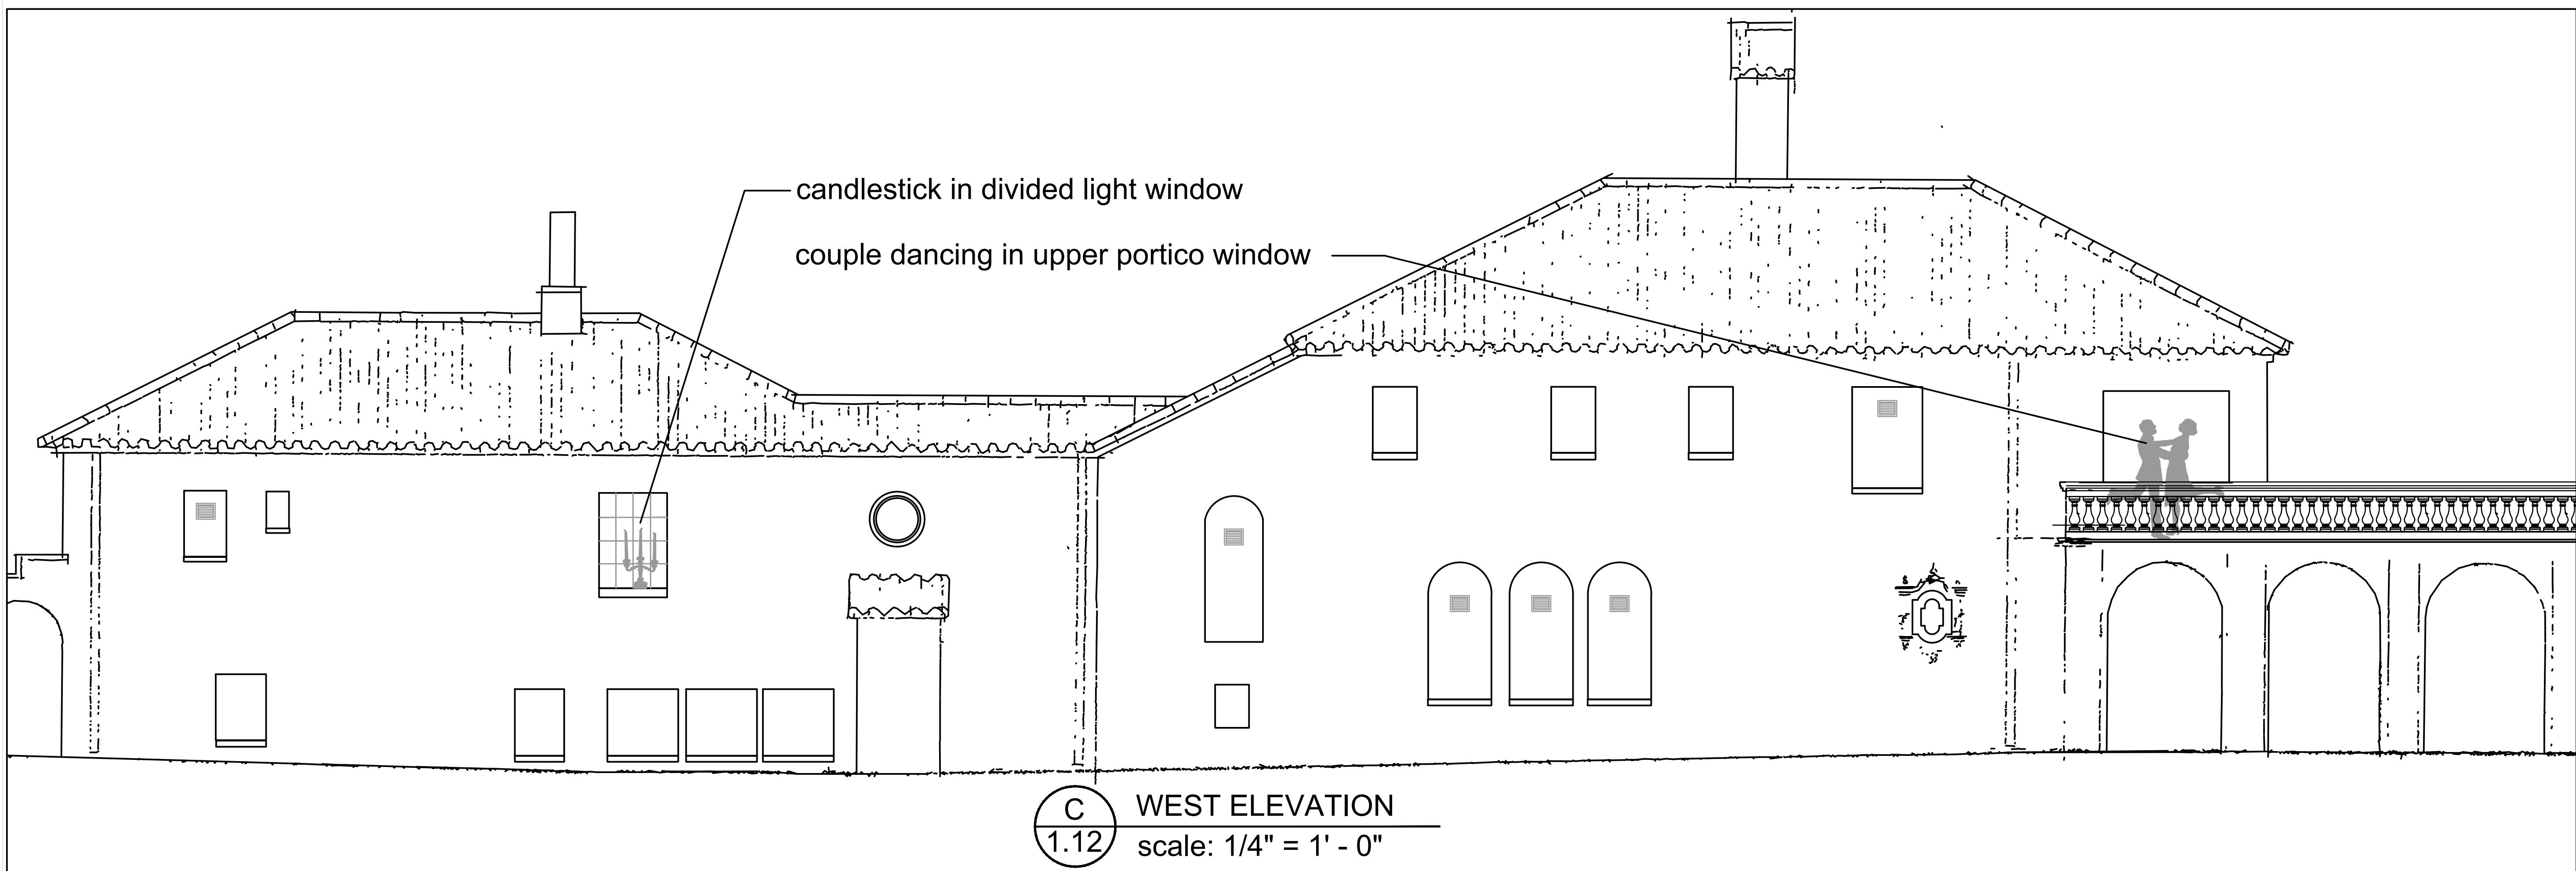 candlestick in divided light window
couple dancing in upper portico window
C
1.12
WEST ELEVATION
scale: 1/4" = 1' - 0"